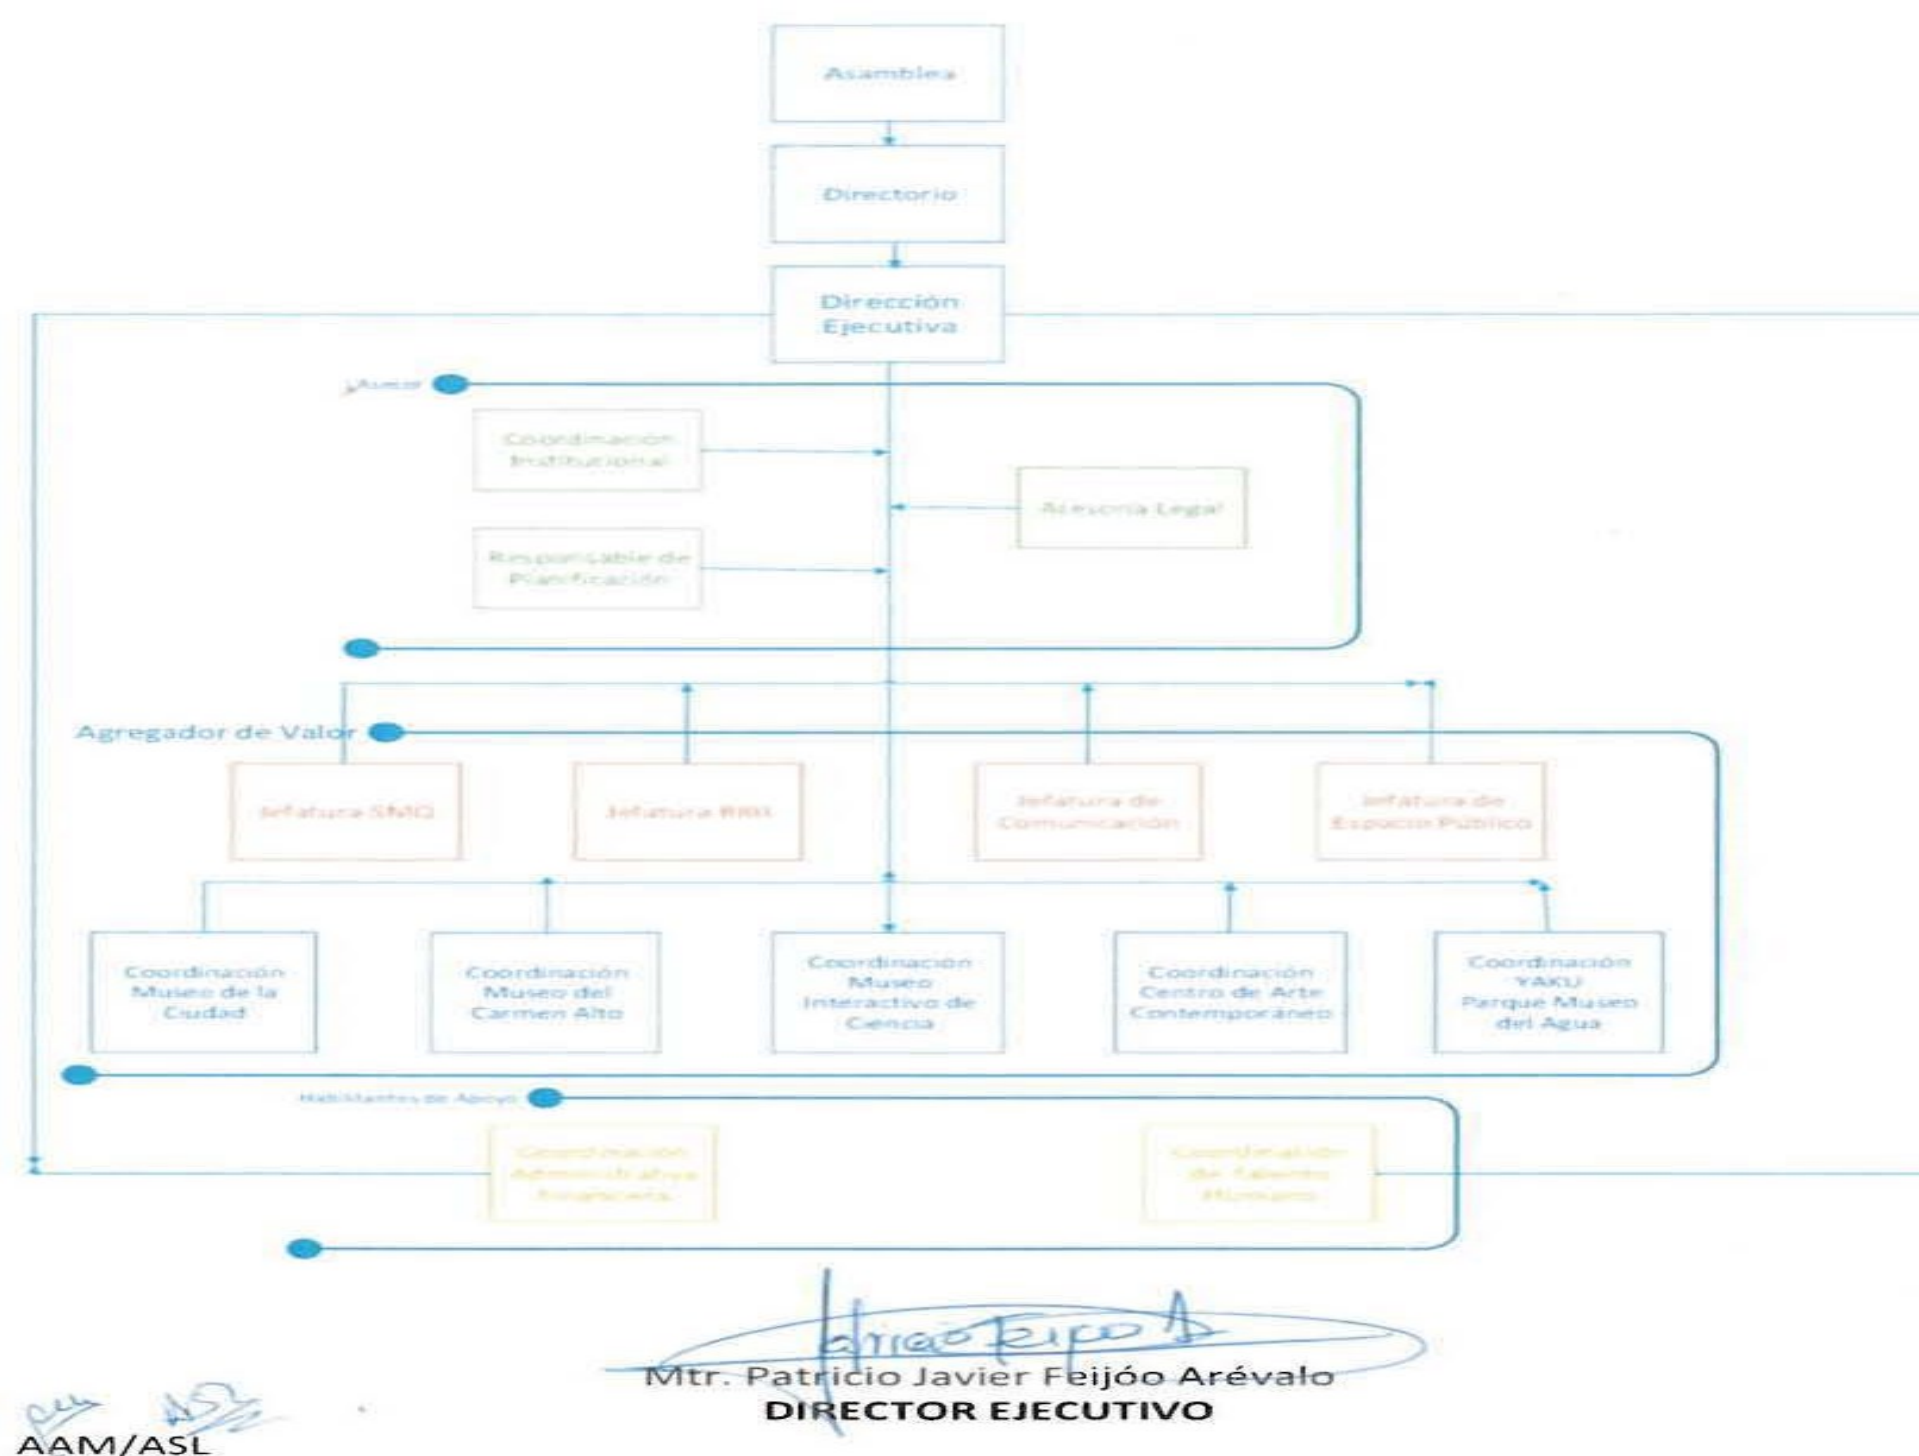 Asamblea
Directorio
Dirección
Ejecutiva
Asesor
Coordinación
Institucional
Asesoría Legal
Responsable de
Planificación
Agregador de Valor
Jefatura SMQ
Jefatura
Jefatura de
Comunicación
Jefatura de
Espacio Público
Coordinación
Museo de la
Ciudad
Coordinación
Museo del
Carmen Alto
Coordinación
Museo
Interactivo de
Ciencia
Coordinación
Centro de Arte
Contemporáneo
Coordinación
YAKU
Parque Museo
del Agua
Habilitantes de Apoyo
Coordinación
Administrativa
Financiera
Coordinación
de Talento
Humano
Mtr. Patricio Javier Feijóo Arévalo
DIRECTOR EJECUTIVO
AAM/ASL